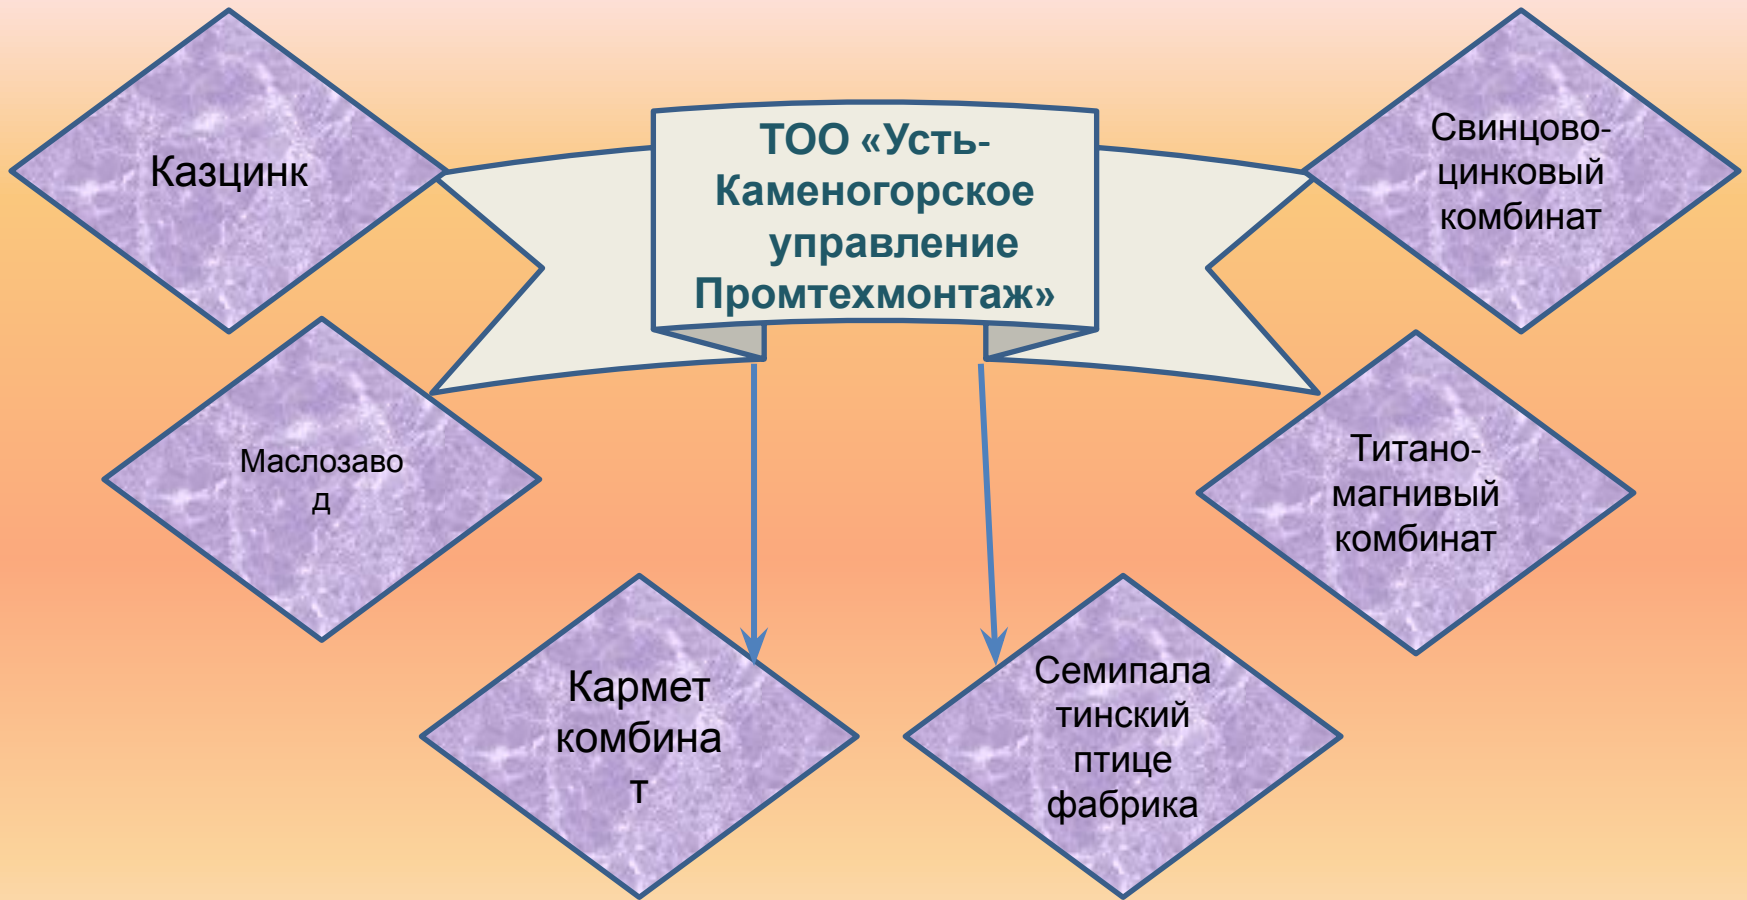 Казцинк
ТОО «Усть-
Каменогорское
управление
Промтехмонтаж»
Свинцово-
цинковый
комбинат
Маслозаво
д
Титано-
магнивый
комбинат
Кармет
комбина
т
Семипала
тинский
птице
фабрика